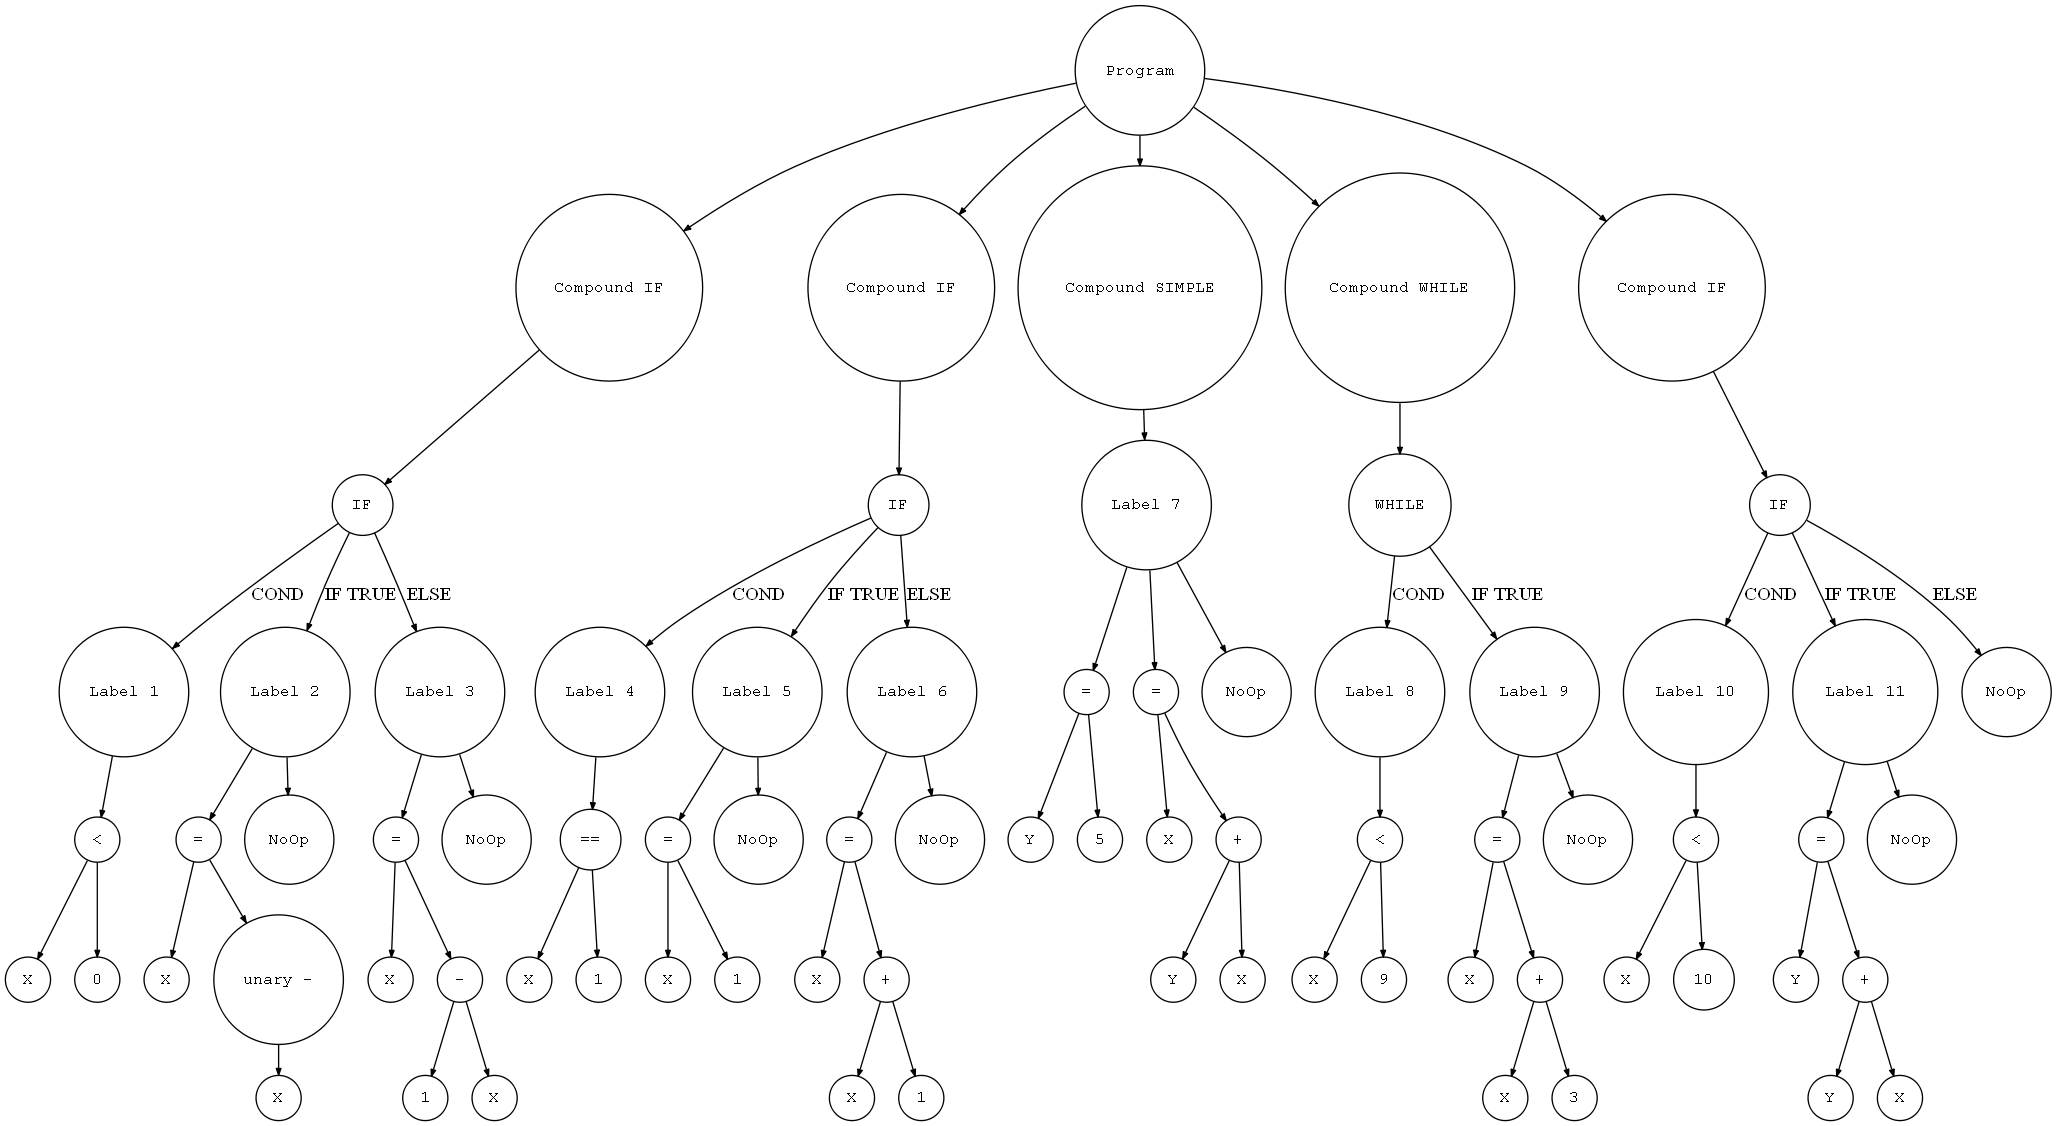 Program
Compound IF
Compound IF
Compound SIMPLE
Compound WHILE
Compound IF
IF
IF
Label 7
WHILE
IF
COND
IF TRUE
ELSE
COND
IF TRUE
ELSE
COND
IF TRUE
COND
IF TRUE
ELSE
Label 1
Label 2
Label 3
Label 4
Label 5
Label 6
=
=
NoOp
Label 8
Label 9
Label 10
Label 11
NoOp
<
=
NoOp
=
NoOp
==
=
NoOp
=
NoOp
Y
5
X
+
<
=
NoOp
<
=
NoOp
X
0
X
unary -
X
-
X
1
X
1
X
+
Y
X
X
9
X
+
X
10
Y
+
X
1
X
X
1
X
3
Y
X